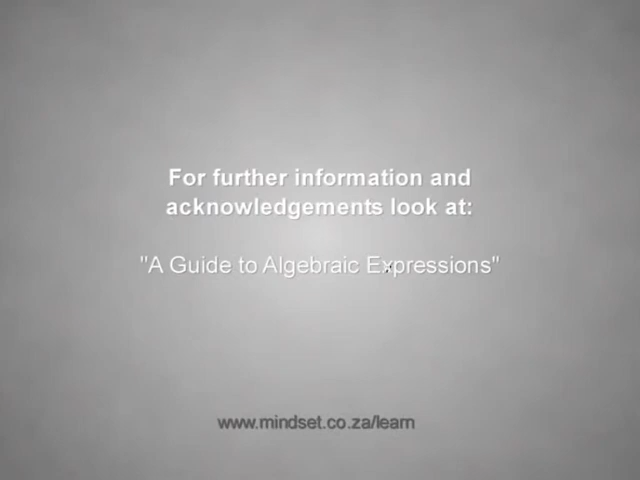 For further information and
acknowledgements look at:
"A Guide to Algebraic Expressions"
www.mindset.co.za/learn